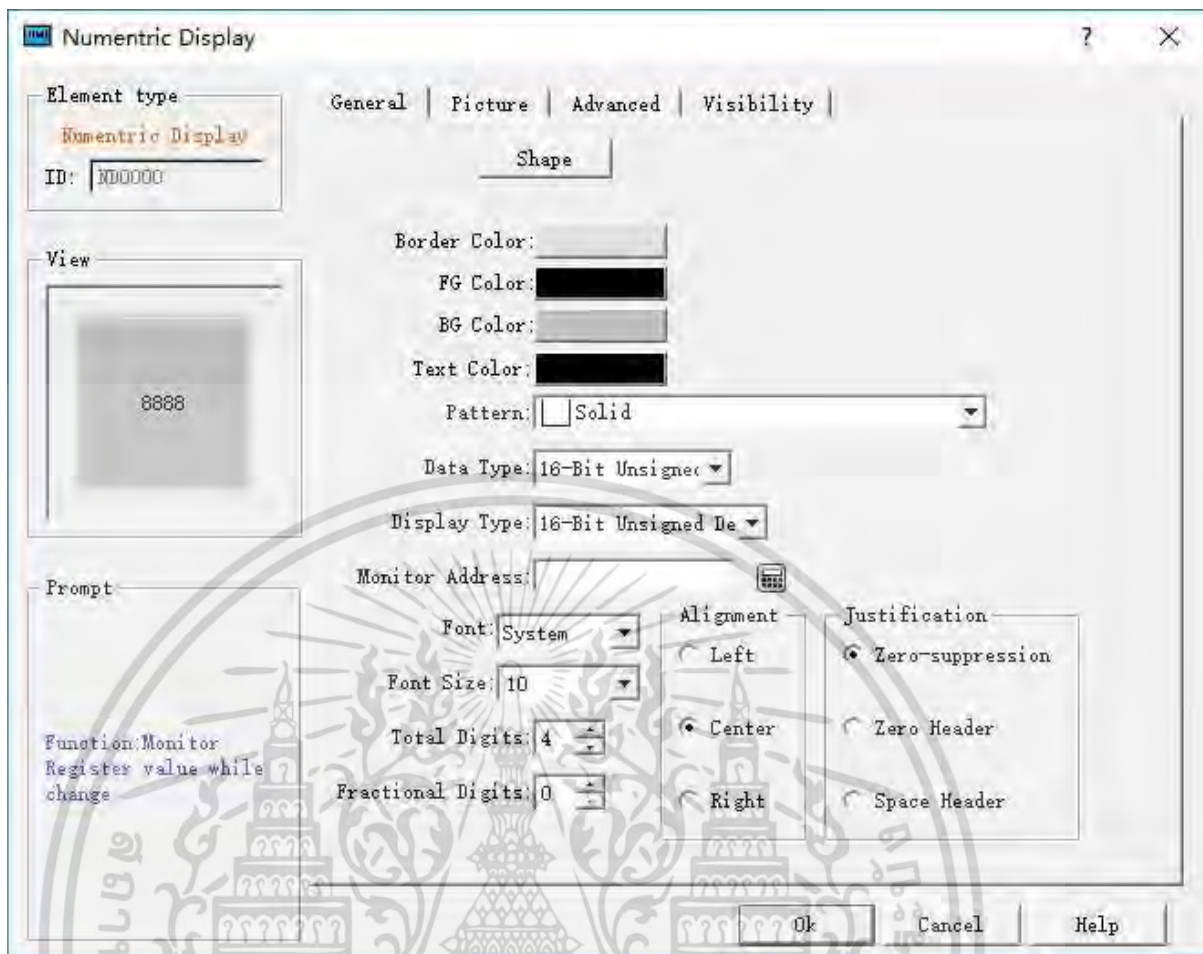 Numentric Display
?
Element type
Numentric Display
ID: ND0000
View
8888
Prompt
Function:Monitor
Register value while
change
General | Picture | Advanced | Visibility |
Shape
Border Color:
FG Color:
BG Color:
Text Color:
Pattern: Solid
Data Type: 16-Bit Unsigned
Display Type: 16-Bit Unsigned De
Monitor Address:
Font: System
Font Size: 10
Total Digits: 4
Fractional Digits: 0
Alignment
Left
Center
Right
Justification
Zero-suppression
Zero Header
Space Header
Ok
Cancel
Help